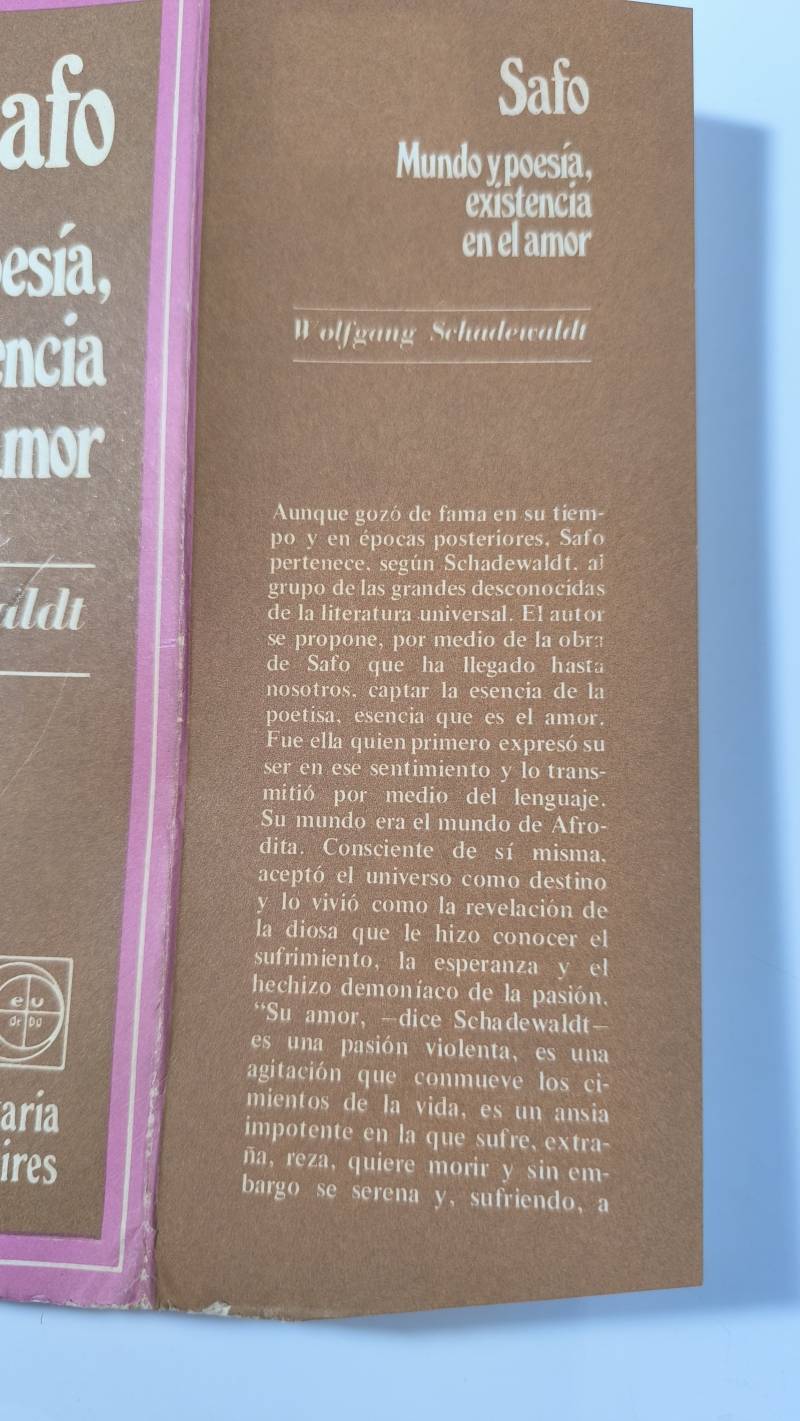 afo
esía,
encia
mor
aldt
eu
de ba
aria
ires
Safo
Mundo y poesía,
existencia
en el amor
Wolfgang Schadewaldt
Aunque gozó de fama en su tiem-
po y en épocas posteriores, Safo
pertenece, según Schadewaldt, al
grupo de las grandes desconocidas
de la literatura universal. El autor
se propone, por medio de la obra
de Safo que ha llegado hasta
nosotros, captar la esencia de la
poetisa, esencia que es el amor.
Fue ella quien primero expresó su
ser en ese sentimiento y lo trans-
mitió por medio del lenguaje.
Su mundo era el mundo de Afro-
dita. Consciente de sí misma,
aceptó el universo como destino
y lo vivió como la revelación de
la diosa que le hizo conocer el
sufrimiento, la esperanza y el
hechizo demoníaco de la pasión.
“Su amor, —dice Schadewaldt—
es una pasión violenta, es una
agitación que conmueve los ci-
mientos de la vida, es un ansia
impotente en la que sufre, extra-
ña, reza, quiere morir y sin em-
bargo se serena y, sufriendo, a